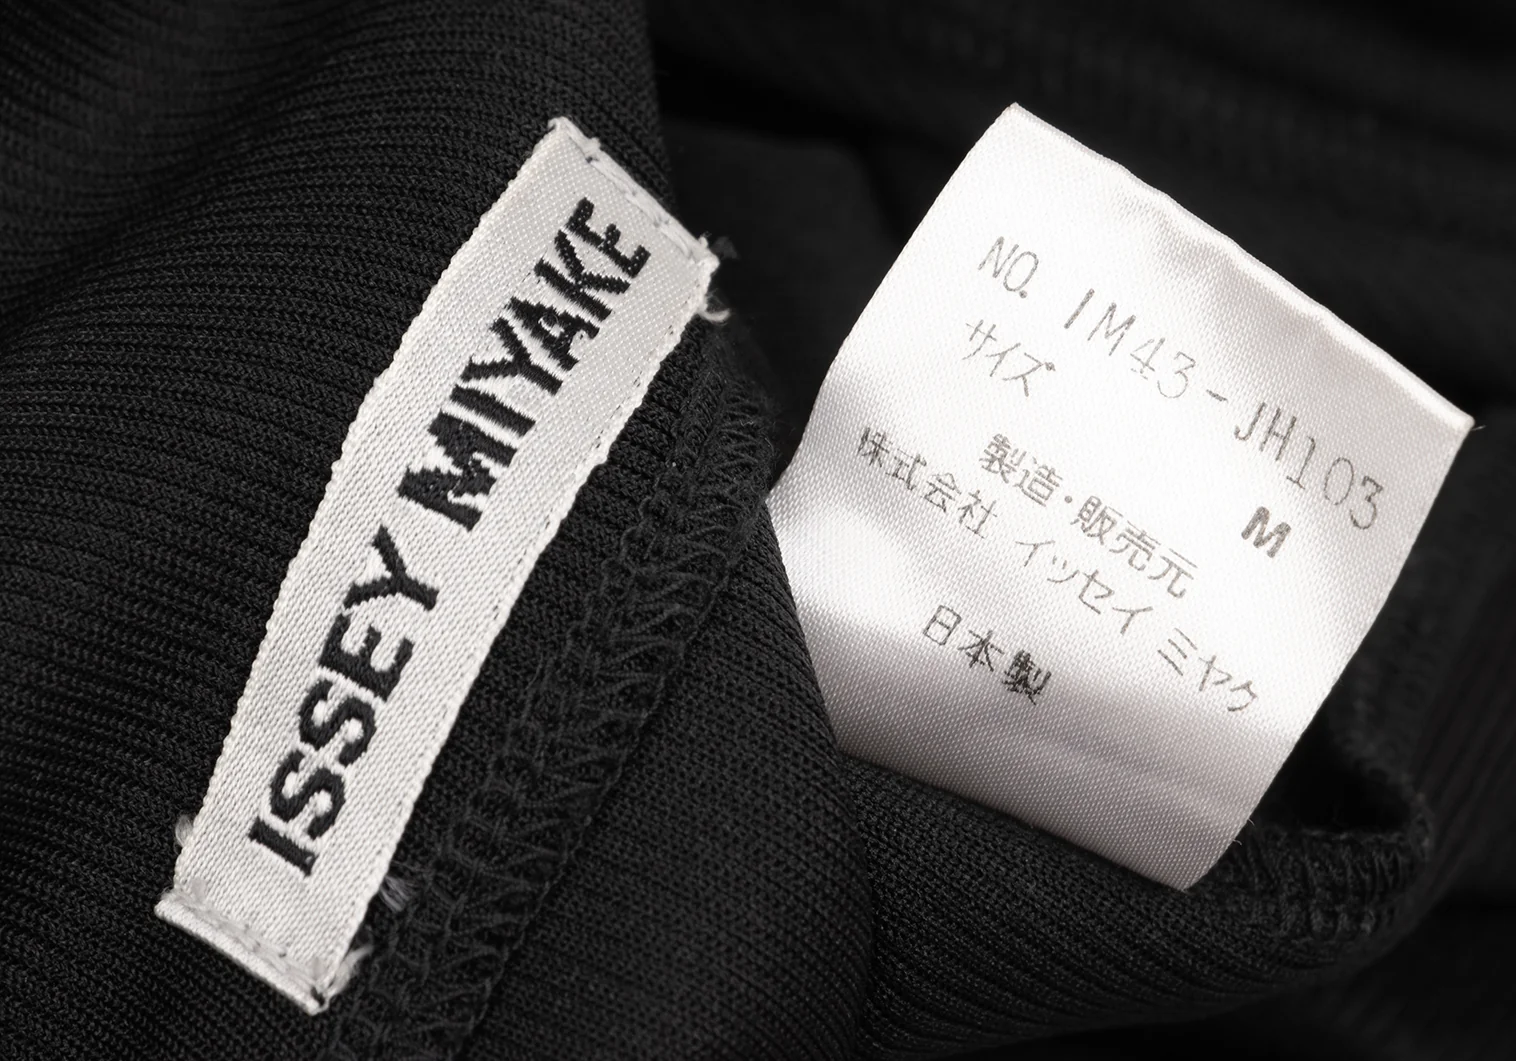 ISSEY MIYAKE
NO. IM43-JH103
サイズ M
製造・販売元
株式会社 イッセイ ミヤケ
日本製